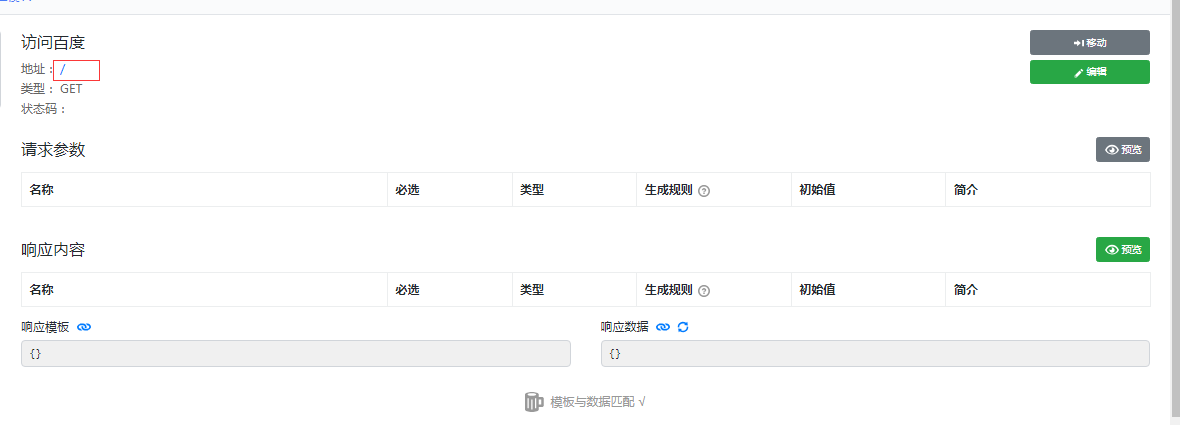 访问百度
移动
地址： /
编辑
类型： GET
状态码：
请求参数
预览
名称 必选 类型 生成规则 ? 初始值 简介
响应内容
预览
名称 必选 类型 生成规则 ? 初始值 简介
响应模板 响应数据
{} {}
模板与数据匹配 √